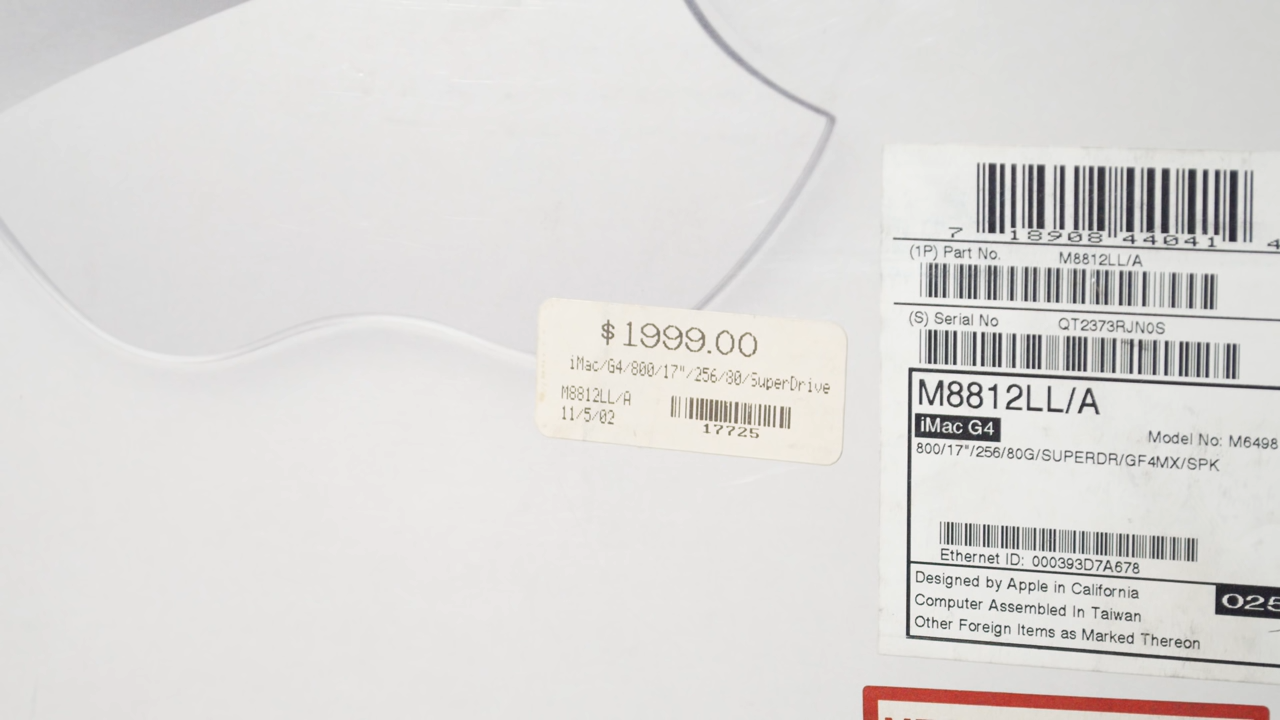 $1999.00
iMac/G4/800/17"/256/80/SuperDrive
M8812LL/A
11/5/02
17725
7 18908 44041 4
(1P) Part No. M8812LL/A
(S) Serial No QT2373RJN0S
M8812LL/A
iMac G4
Model No: M6498
800/17"/256/80G/SUPERDR/GF4MX/SPK
Ethernet ID: 000393D7A678
Designed by Apple in California
Computer Assembled In Taiwan
Other Foreign Items as Marked Thereon
025